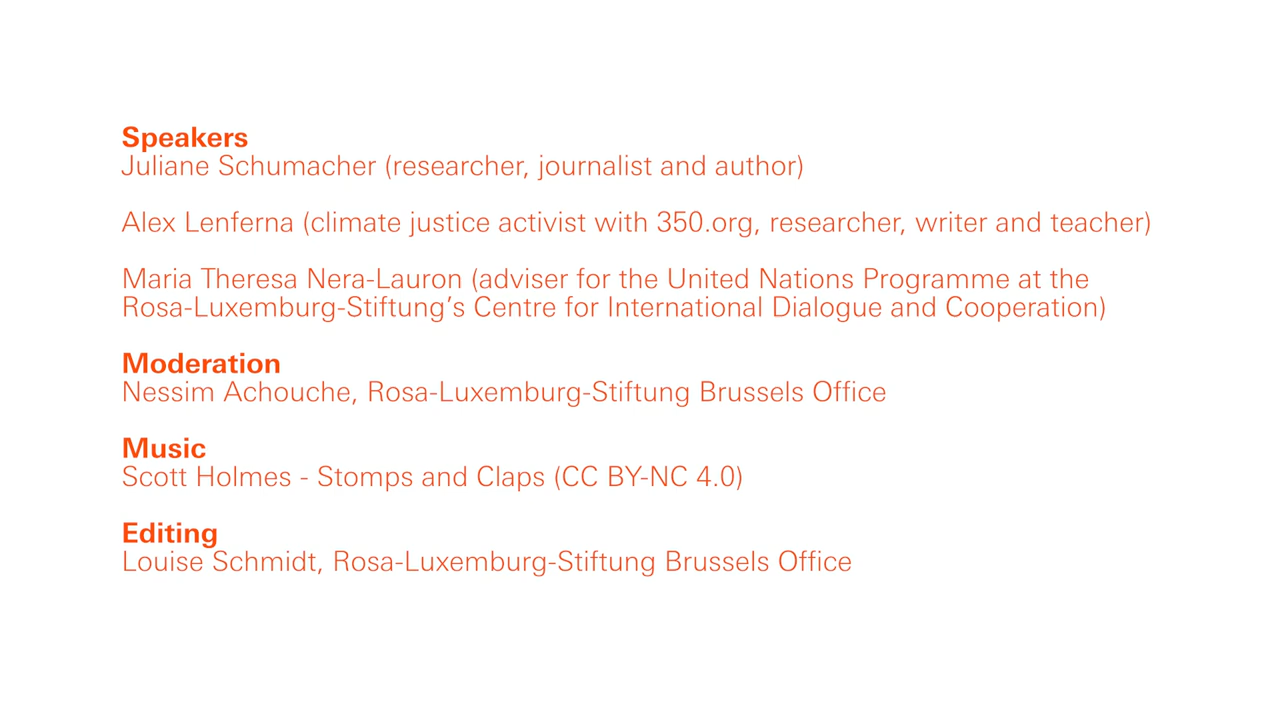 Speakers
Juliane Schumacher (researcher, journalist and author)
Alex Lenferna (climate justice activist with 350.org, researcher, writer and teacher)
Maria Theresa Nera-Lauron (adviser for the United Nations Programme at the
Rosa-Luxemburg-Stiftung’s Centre for International Dialogue and Cooperation)
Moderation
Nessim Achouche, Rosa-Luxemburg-Stiftung Brussels Office
Music
Scott Holmes - Stomps and Claps (CC BY-NC 4.0)
Editing
Louise Schmidt, Rosa-Luxemburg-Stiftung Brussels Office